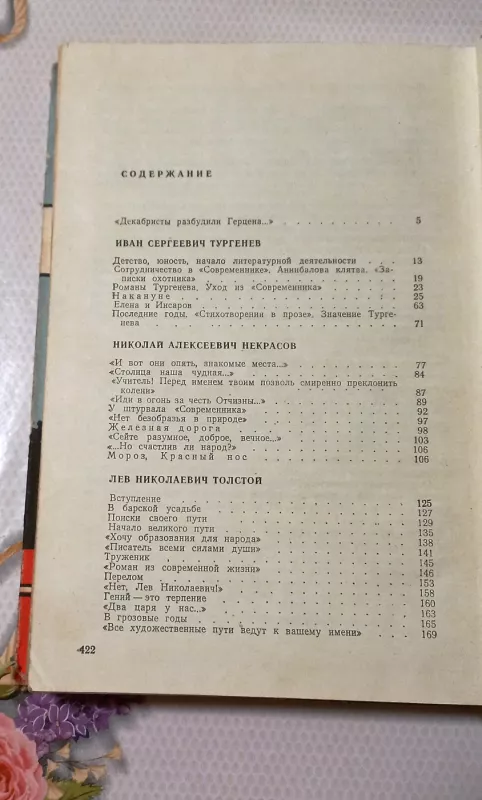 СОДЕРЖАНИЕ
«Декабристы разбудили Герцена...» . . . . . . . . . . 5
ИВАН СЕРГЕЕВИЧ ТУРГЕНЕВ
Детство, юность, начало литературной деятельности . . . 13
Сотрудничество в «Современнике». Аннибалова клятва. «За-
писки охотника» . . . . . . . . . . 19
Романы Тургенева. Уход из «Современника» . . . . . 23
Накануне . . . . . . . . . . 25
Елена и Инсаров . . . . . . . . . . 63
Последние годы. «Стихотворения в прозе». Значение Турге-
нева . . . . . . . . . . 71
НИКОЛАЙ АЛЕКСЕЕВИЧ НЕКРАСОВ
«И вот они опять, знакомые места...» . . . . . . 77
«Столица наша чудная...» . . . . . . . . 84
«Учитель! Перед именем твоим позволь смиренно преклонить
колени» . . . . . . . . . . 87
«Иди в огонь за честь Отчизны...» . . . . . . . 89
У штурвала «Современника» . . . . . . . . 92
«Нет безобразья в природе» . . . . . . . . 97
Железная дорога . . . . . . . . 98
«Сейте разумное, доброе, вечное...» . . . . . . . 103
«...Но счастлив ли народ?» . . . . . . . . 106
Мороз, Красный нос . . . . . . . . 106
ЛЕВ НИКОЛАЕВИЧ ТОЛСТОЙ
Вступление . . . . . . . . . . 125
В барской усадьбе . . . . . . . . . . 127
Поиски своего пути . . . . . . . . . . 129
Начало великого пути . . . . . . . . . . 135
«Хочу образования для народа» . . . . . . . . 138
«Писатель всеми силами души» . . . . . . . . 141
Труженик . . . . . . . . . . 145
«Роман из современной жизни» . . . . . . . . 146
Перелом . . . . . . . . . . 153
«Нет, Лев Николаевич!» . . . . . . . . . . 158
Гений — это терпение . . . . . . . . . . 160
«Два царя у нас...» . . . . . . . . . . 163
В грозовые годы . . . . . . . . . . 165
«Все художественные пути ведут к вашему имени» . . . . 169
422